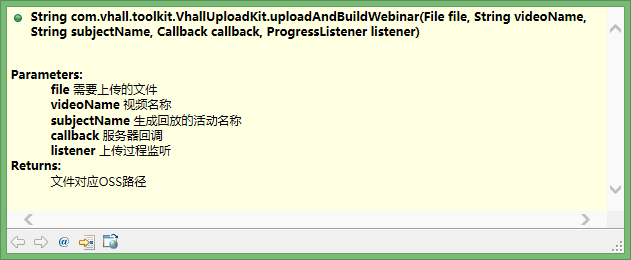 String com.vhall.toolkit.VhallUploadKit.uploadAndBuildWebinar(File file, String videoName,
String subjectName, Callback callback, ProgressListener listener)
Parameters:
file 需要上传的文件
videoName 视频名称
subjectName 生成回放的活动名称
callback 服务器回调
listener 上传过程监听
Returns:
文件对应OSS路径
@